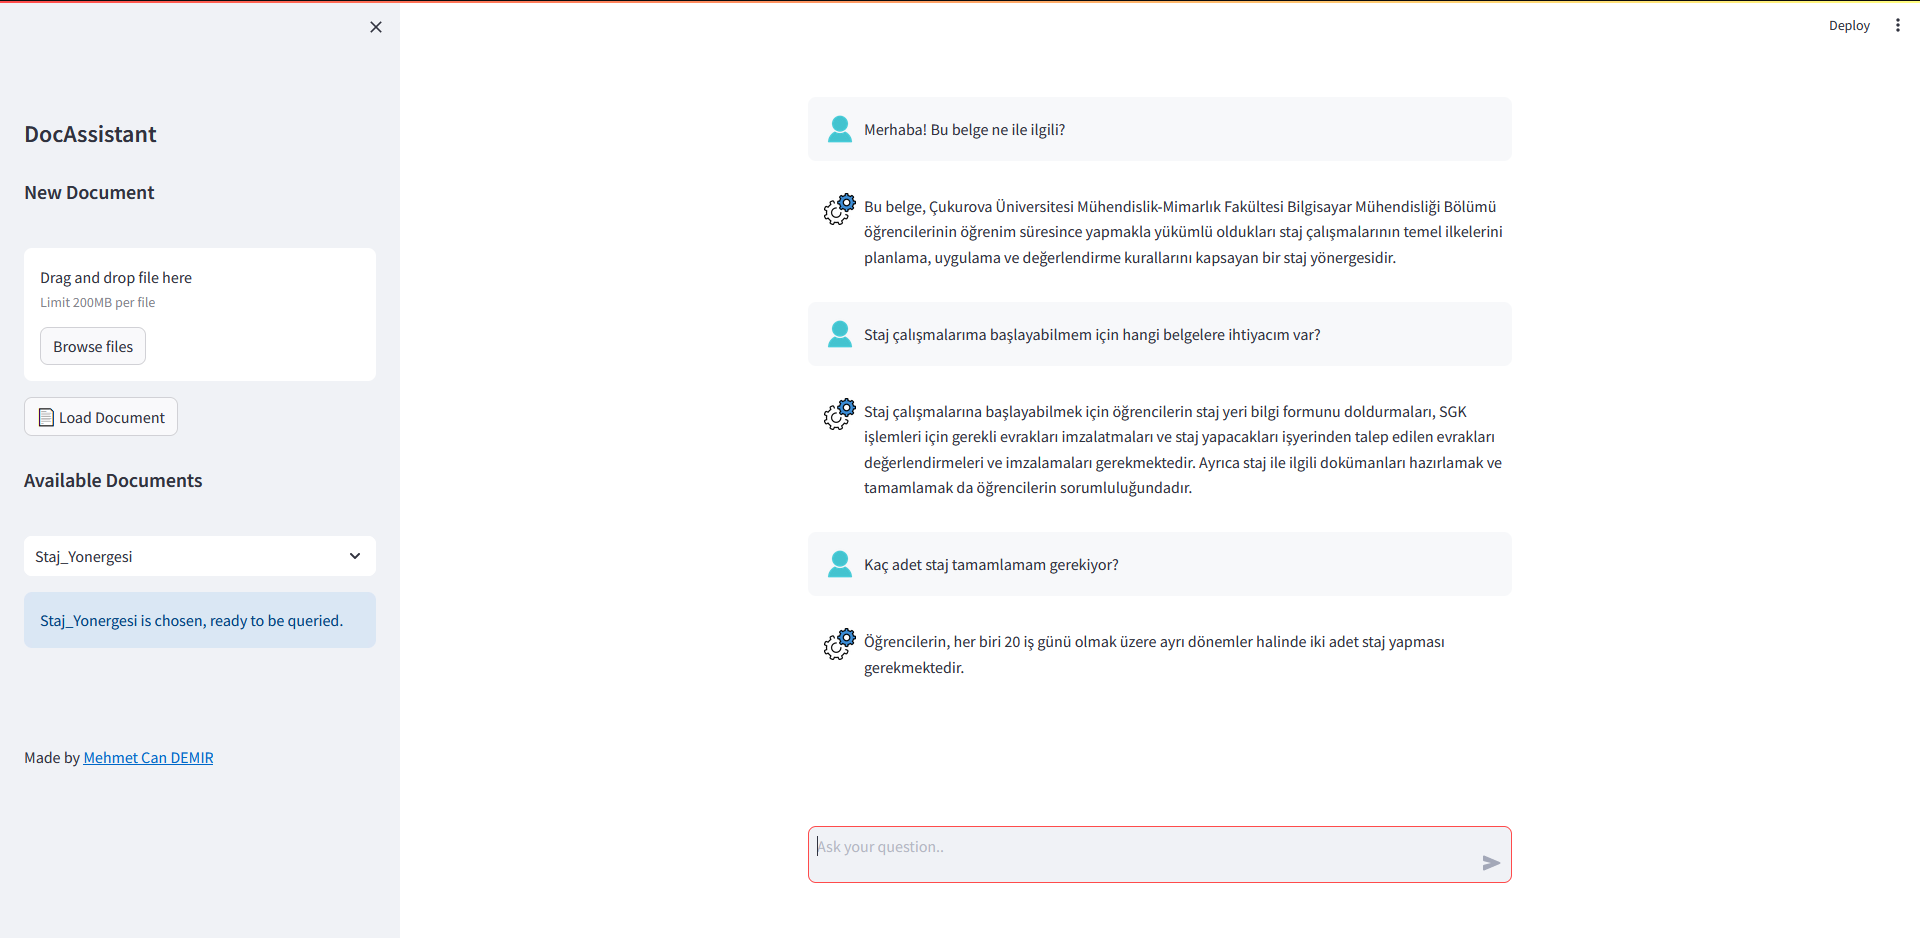 Deploy
DocAssistant
New Document
Drag and drop file here
Limit 200MB per file
Browse files
Load Document
Available Documents
Staj_Yonergesi
Staj_Yonergesi is chosen, ready to be queried.
Made by Mehmet Can DEMIR
Merhaba! Bu belge ne ile ilgili?
Bu belge, Çukurova Üniversitesi Mühendislik-Mimarlık Fakültesi Bilgisayar Mühendisliği Bölümü
öğrencilerinin öğrenim süresince yapmakla yükümlü oldukları staj çalışmalarının temel ilkelerini
planlama, uygulama ve değerlendirme kurallarını kapsayan bir staj yönergesidir.
Staj çalışmalarıma başlayabilmem için hangi belgelere ihtiyacım var?
Staj çalışmalarına başlayabilmek için öğrencilerin staj yeri bilgi formunu doldurmaları, SGK
işlemleri için gerekli evrakları imzalatmaları ve staj yapacakları işyerinden talep edilen evrakları
değerlendirmeleri ve imzalamaları gerekmektedir. Ayrıca staj ile ilgili dokümanları hazırlamak ve
tamamlamak da öğrencilerin sorumluluğundadır.
Kaç adet staj tamamlamam gerekiyor?
Öğrencilerin, her biri 20 iş günü olmak üzere ayrı dönemler halinde iki adet staj yapması
gerekmektedir.
Ask your question..